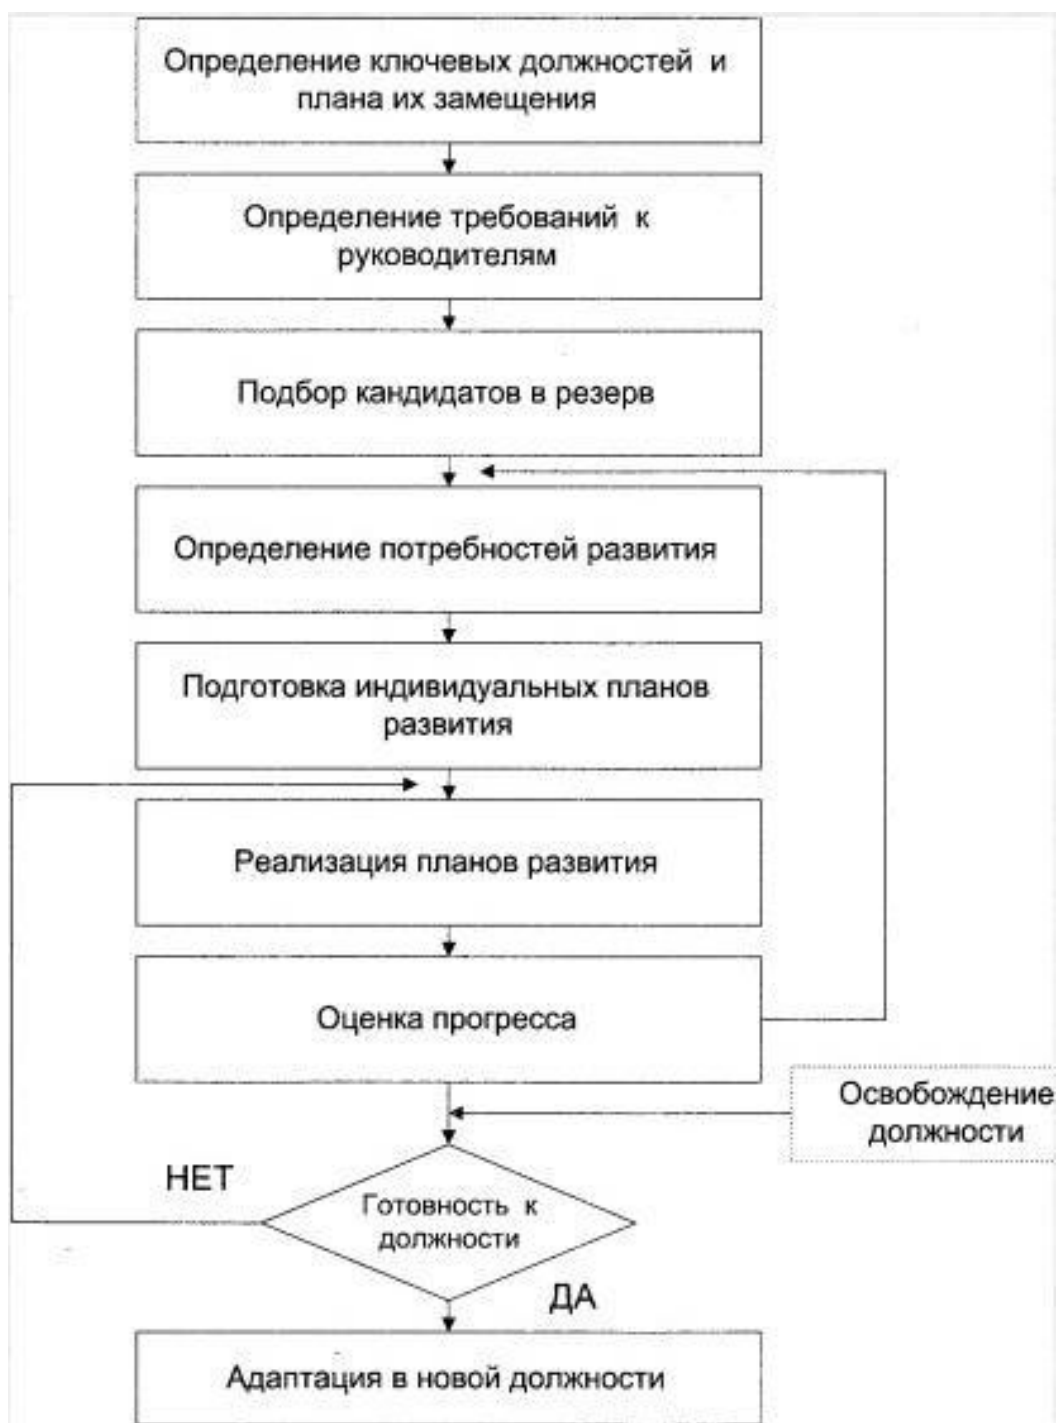 Определение ключевых должностей и
плана их замещения
Определение требований к
руководителям
Подбор кандидатов в резерв
Определение потребностей развития
Подготовка индивидуальных планов
развития
Реализация планов развития
Оценка прогресса
Освобождение
должности
НЕТ
Готовность к
должности
ДА
Адаптация в новой должности